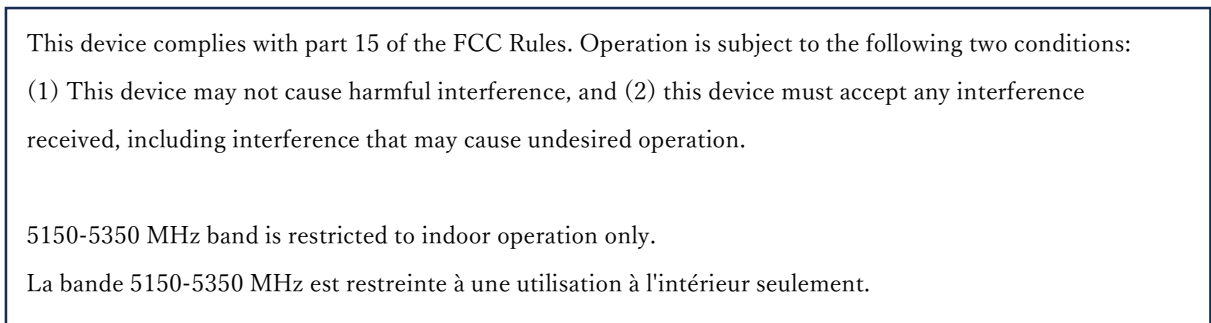 This device complies with part 15 of the FCC Rules. Operation is subject to the following two conditions:
(1) This device may not cause harmful interference, and (2) this device must accept any interference
received, including interference that may cause undesired operation.
5150-5350 MHz band is restricted to indoor operation only.
La bande 5150-5350 MHz est restreinte à une utilisation à l'intérieur seulement.